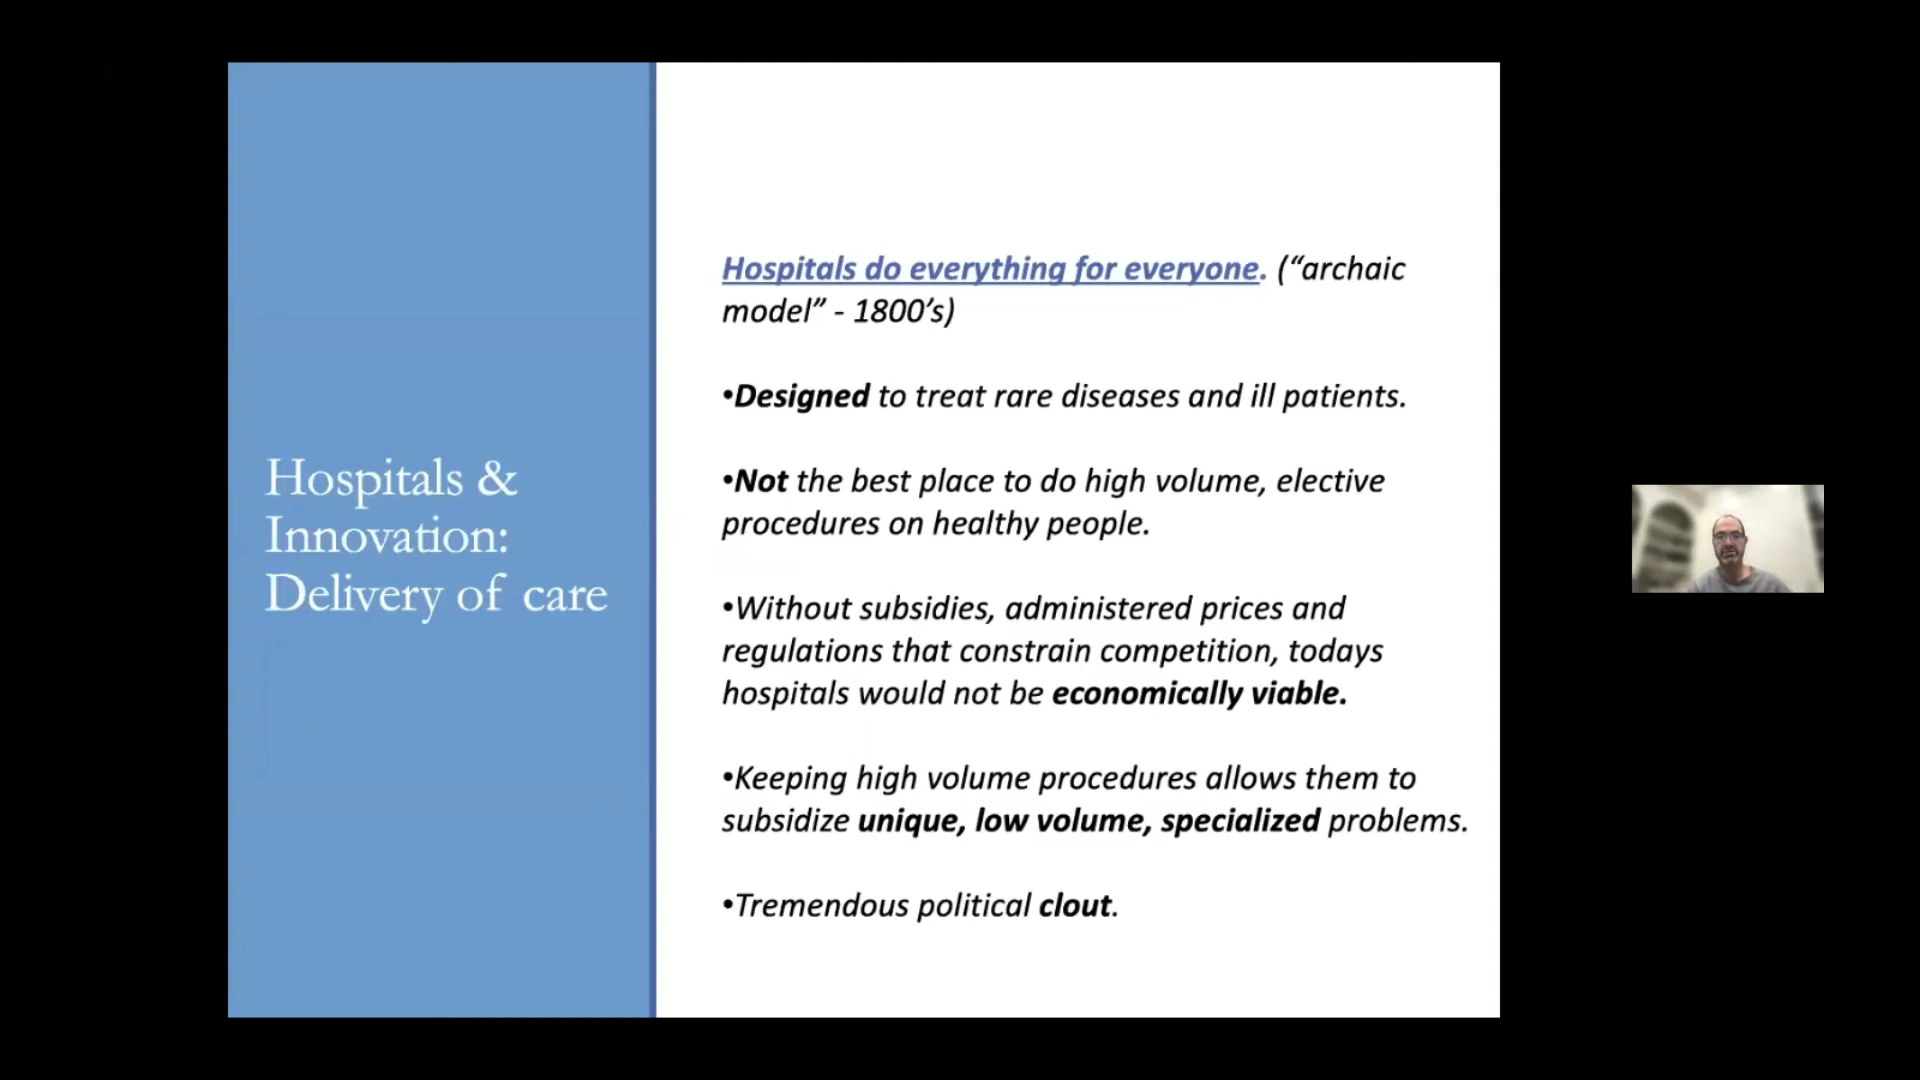 Hospitals &
Innovation:
Delivery of care
Hospitals do everything for everyone. (“archaic
model” - 1800’s)
•Designed to treat rare diseases and ill patients.
•Not the best place to do high volume, elective
procedures on healthy people.
•Without subsidies, administered prices and
regulations that constrain competition, todays
hospitals would not be economically viable.
•Keeping high volume procedures allows them to
subsidize unique, low volume, specialized problems.
•Tremendous political clout.